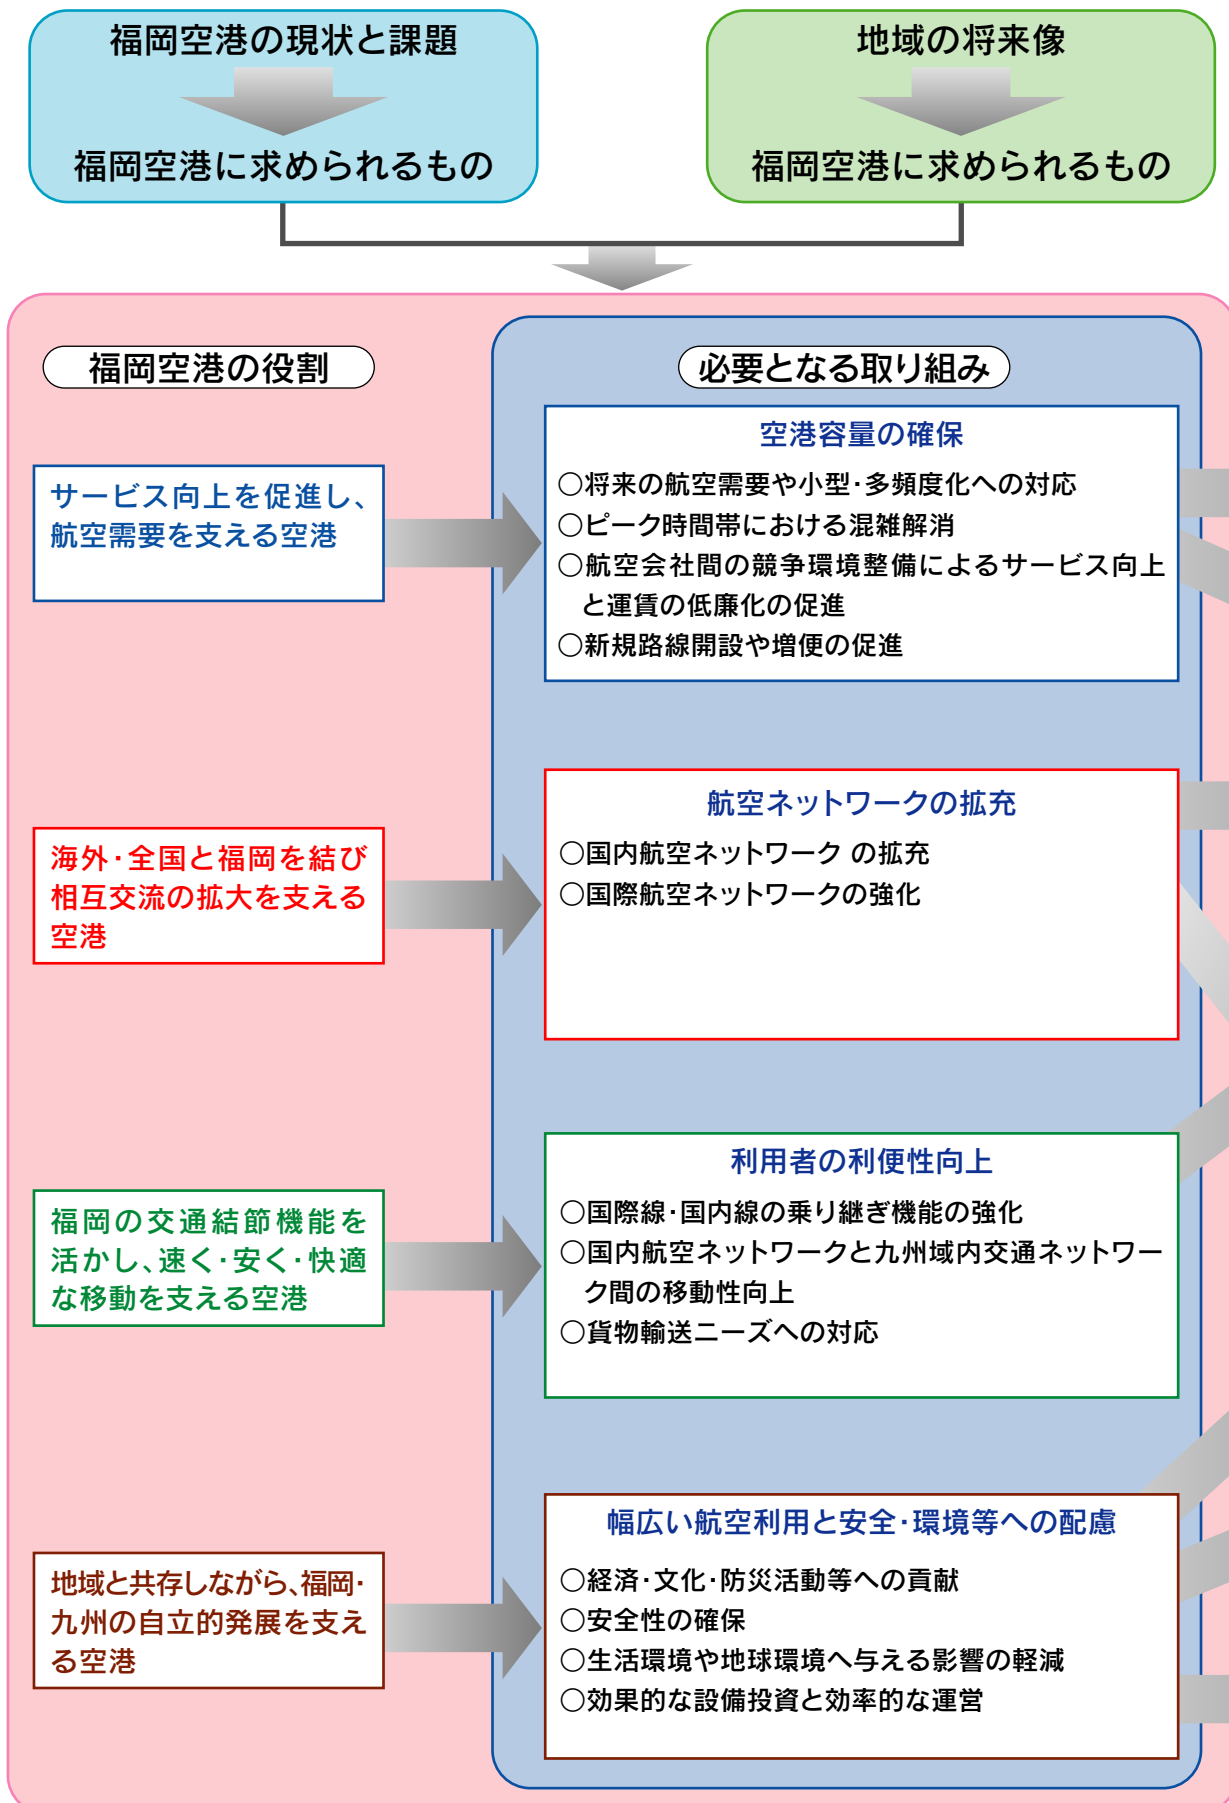 福岡空港の現状と課題
福岡空港に求められるもの
地域の将来像
福岡空港に求められるもの
福岡空港の役割
必要となる取り組み
サービス向上を促進し、
航空需要を支える空港
空港容量の確保
○将来の航空需要や小型・多頻度化への対応
○ピーク時間帯における混雑解消
○航空会社間の競争環境整備によるサービス向上
と運賃の低廉化の促進
○新規路線開設や増便の促進
海外・全国と福岡を結び
相互交流の拡大を支える
空港
航空ネットワークの拡充
○国内航空ネットワーク の拡充
○国際航空ネットワークの強化
福岡の交通結節機能を
活かし、速く・安く・快適
な移動を支える空港
利用者の利便性向上
○国際線・国内線の乗り継ぎ機能の強化
○国内航空ネットワークと九州域内交通ネットワー
ク間の移動性向上
○貨物輸送ニーズへの対応
地域と共存しながら、福岡・
九州の自立的発展を支え
る空港
幅広い航空利用と安全・環境等への配慮
○経済・文化・防災活動等への貢献
○安全性の確保
○生活環境や地球環境へ与える影響の軽減
○効果的な設備投資と効率的な運営